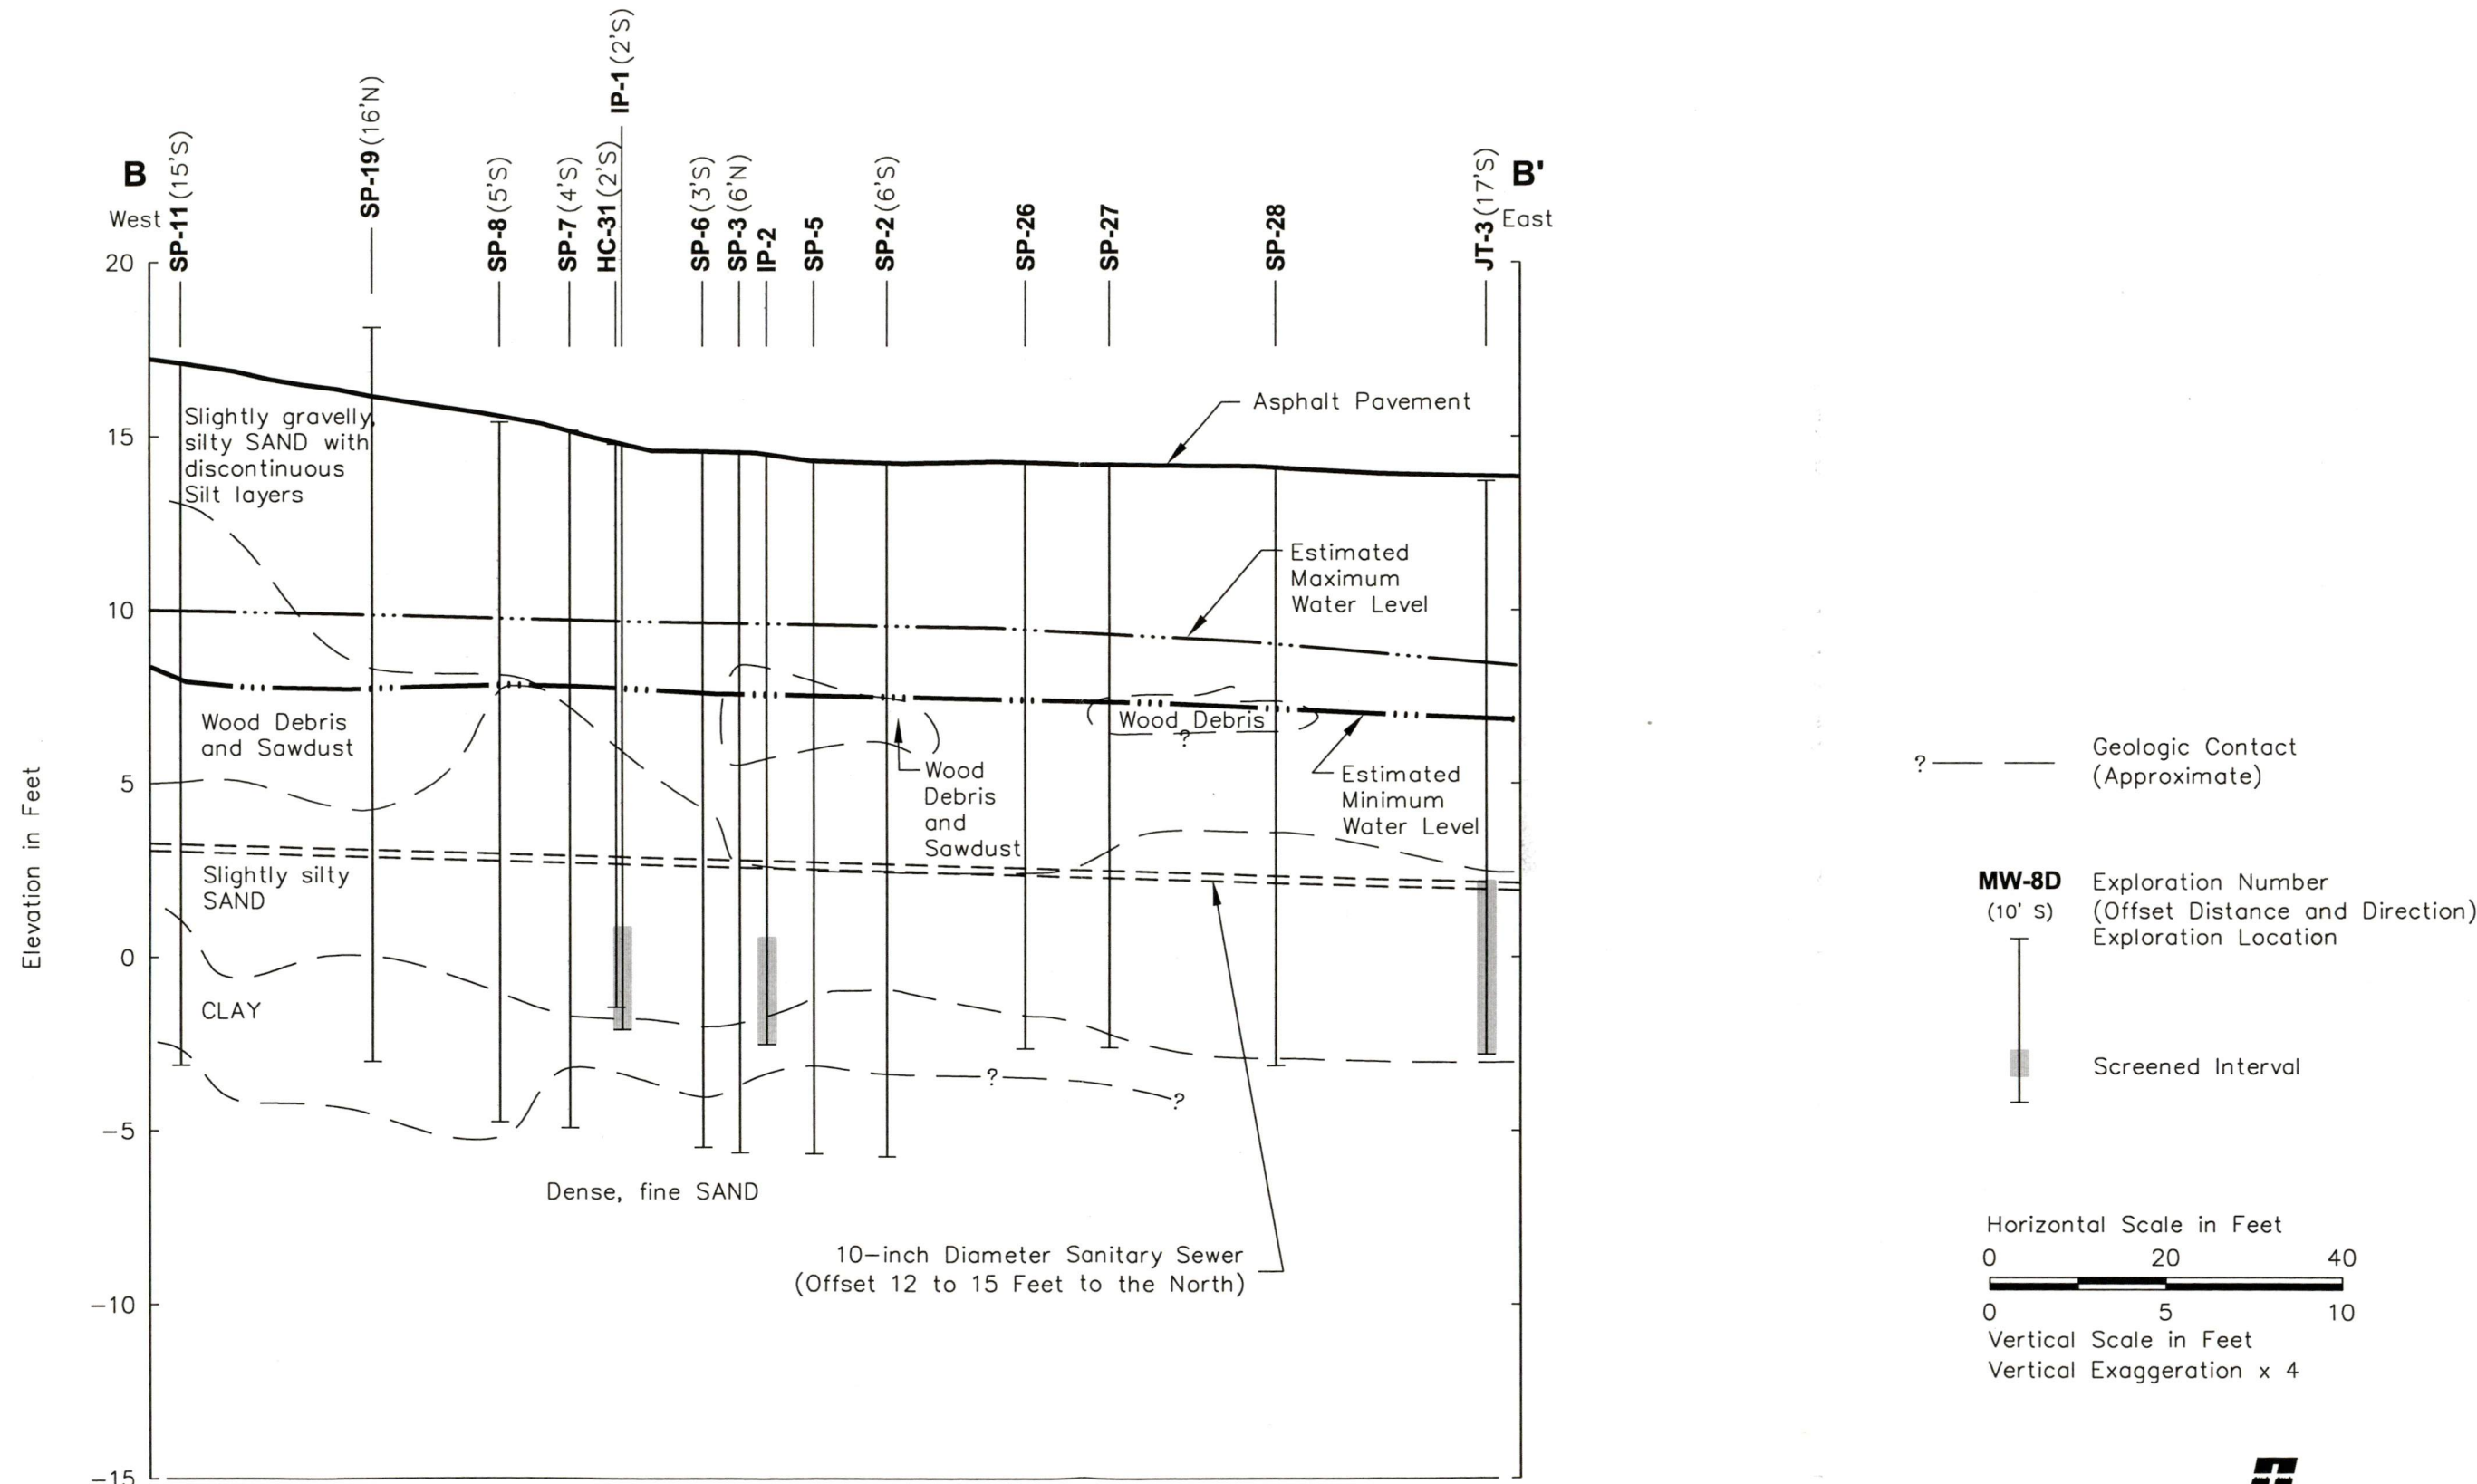 IP-1 (2'S)
B
West
SP-11 (15'S)
SP-19 (16'N)
SP-8 (5'S)
SP-7 (4'S)
HC-31 (2'S)
SP-6 (3'S)
SP-3 (6'N)
IP-2
SP-5
SP-2 (6'S)
SP-26
SP-27
SP-28
JT-3 (17'S)
B'
East
20
15
10
5
0
-5
-10
-15
Elevation in Feet
Asphalt Pavement
Slightly gravelly,
silty SAND with
discontinuous
Silt layers
Estimated
Maximum
Water Level
Wood Debris
and Sawdust
Wood Debris
?
Wood
Debris
and
Sawdust
Estimated
Minimum
Water Level
Slightly silty
SAND
CLAY
?
?
Dense, fine SAND
10-inch Diameter Sanitary Sewer
(Offset 12 to 15 Feet to the North)
? Geologic Contact
(Approximate)
MW-8D Exploration Number
(10' S) (Offset Distance and Direction)
Exploration Location
Screened Interval
Horizontal Scale in Feet
0 20 40
0 5 10
Vertical Scale in Feet
Vertical Exaggeration x 4